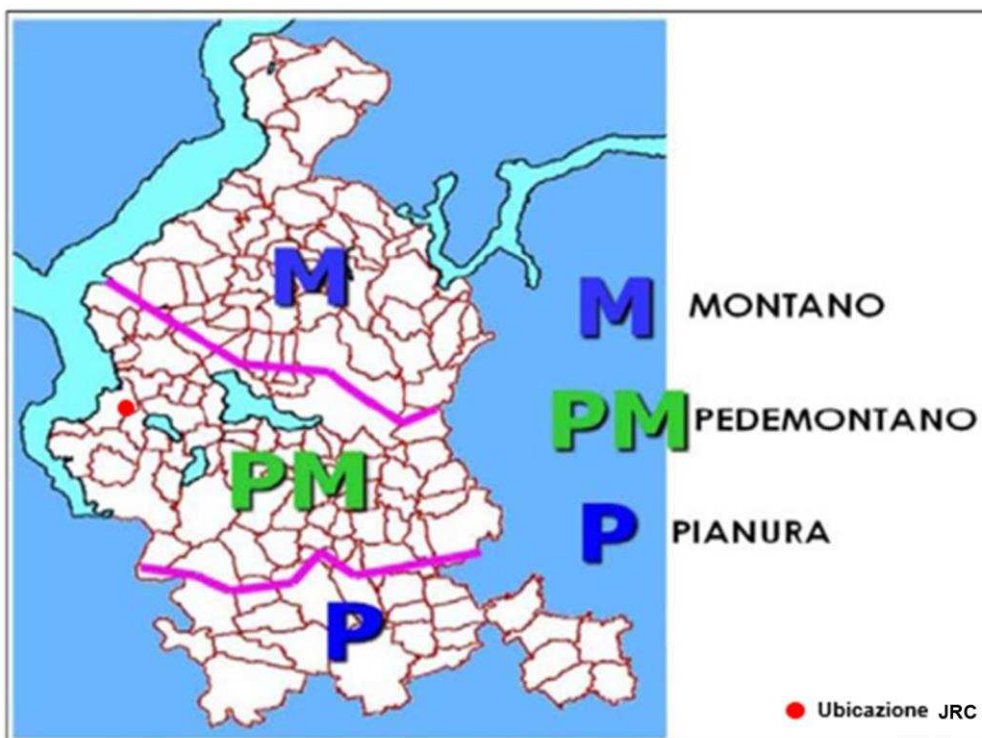 M
M MONTANO
PM PEDEMONTANO
PM
P PIANURA
P
Ubicazione JRC